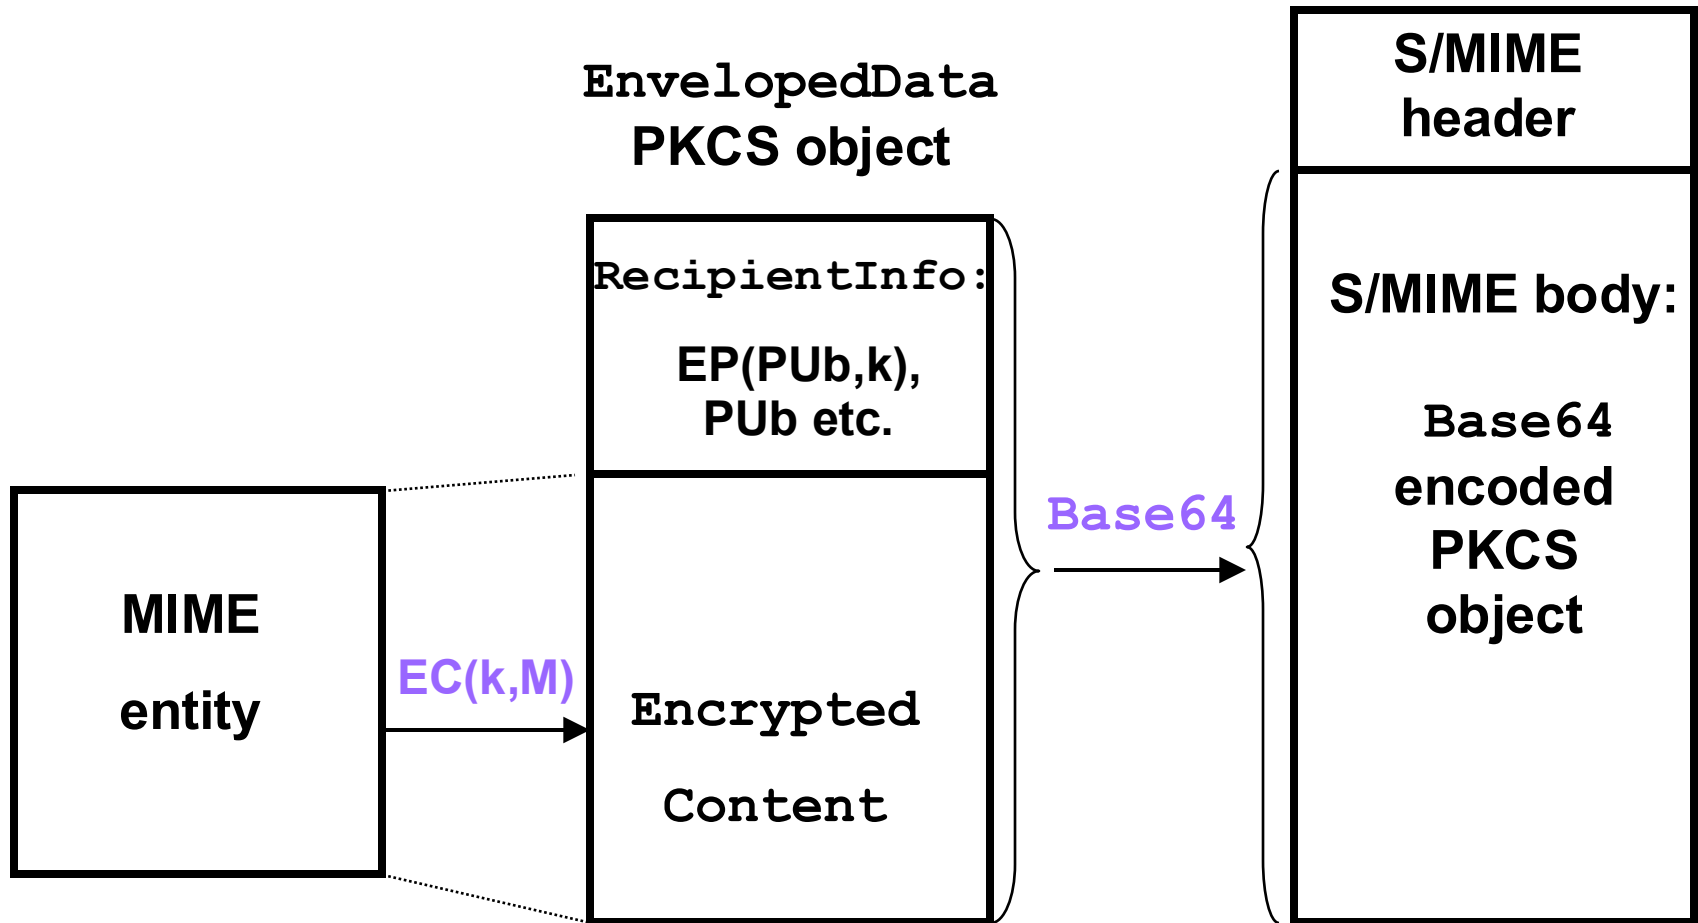 MIME
entity
EC(k,M)
EnvelopedData
PKCS object
RecipientInfo:
EP(PUb,k),
PUb etc.
Encrypted
Content
Base64
S/MIME
header
S/MIME body:
Base64
encoded
PKCS
object